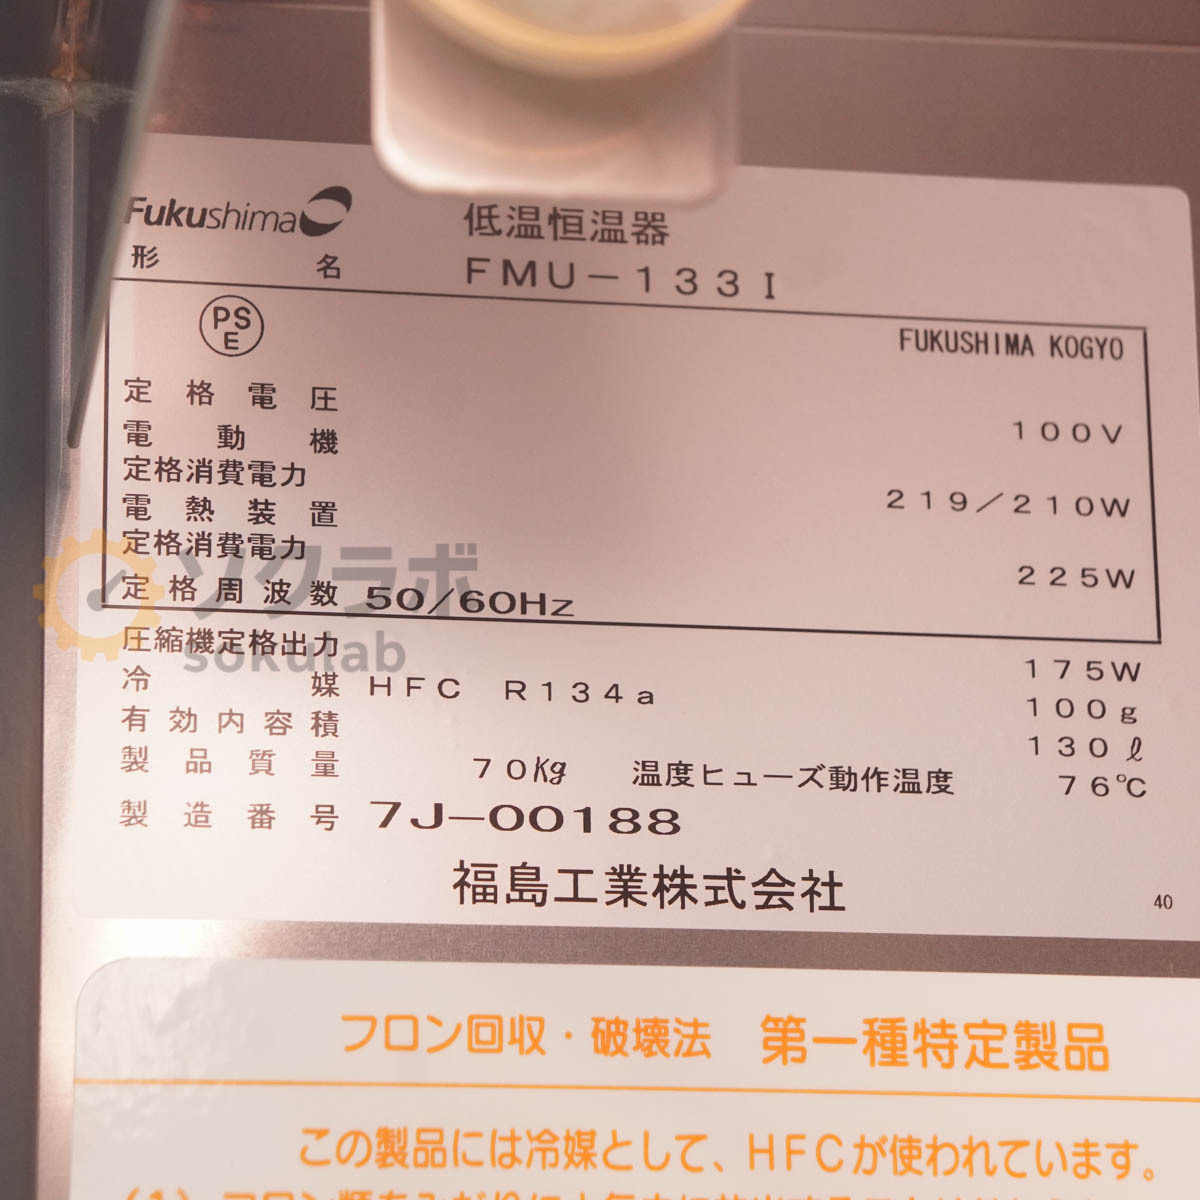 Fukushima
低温恒温器
形名 FMU-133I
PS
E
FUKUSHIMA KOGYO
定格電圧 100V
電動機
定格消費電力 219/210W
電熱装置
定格消費電力 225W
定格周波数 50/60Hz
圧縮機定格出力 175W
冷媒 HFC R134a 100g
有効内容積 130ℓ
製品質量 70Kg 温度ヒューズ動作温度 76℃
製造番号 7J-00188
福島工業株式会社
40
ソクラボ
sokulab
フロン回収・破壊法 第一種特定製品
この製品には冷媒として、HFCが使われています。